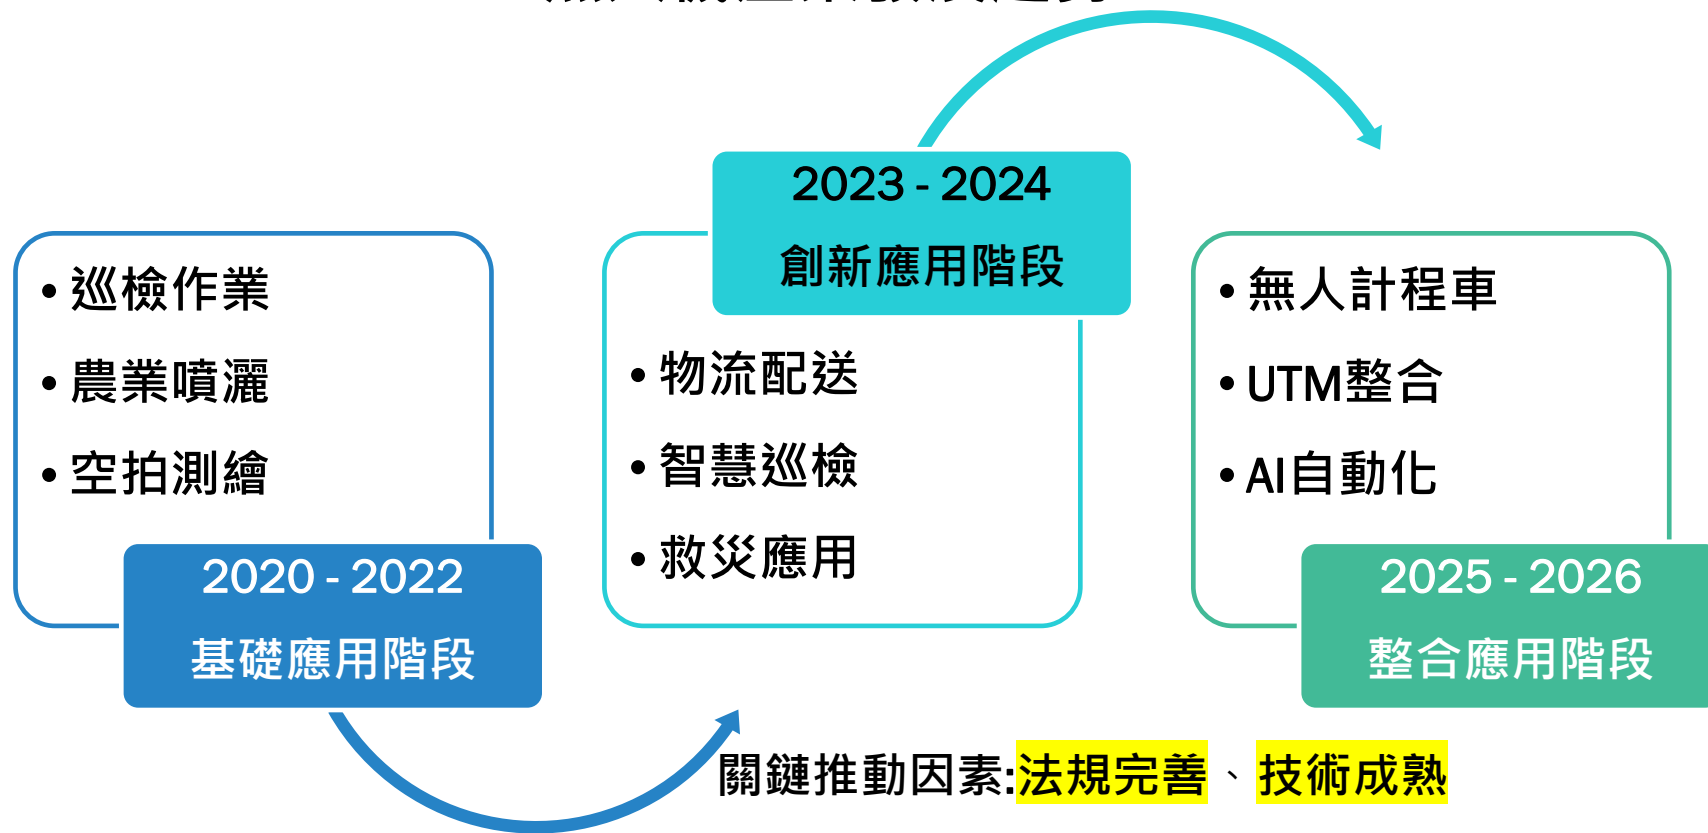 • 巡檢作業
• 農業噴灑
• 空拍測繪
2020 - 2022
基礎應用階段
2023 - 2024
創新應用階段
• 物流配送
• 智慧巡檢
• 救災應用
• 無人計程車
• UTM整合
• AI自動化
2025 - 2026
整合應用階段
關鏈推動因素:法規完善、技術成熟